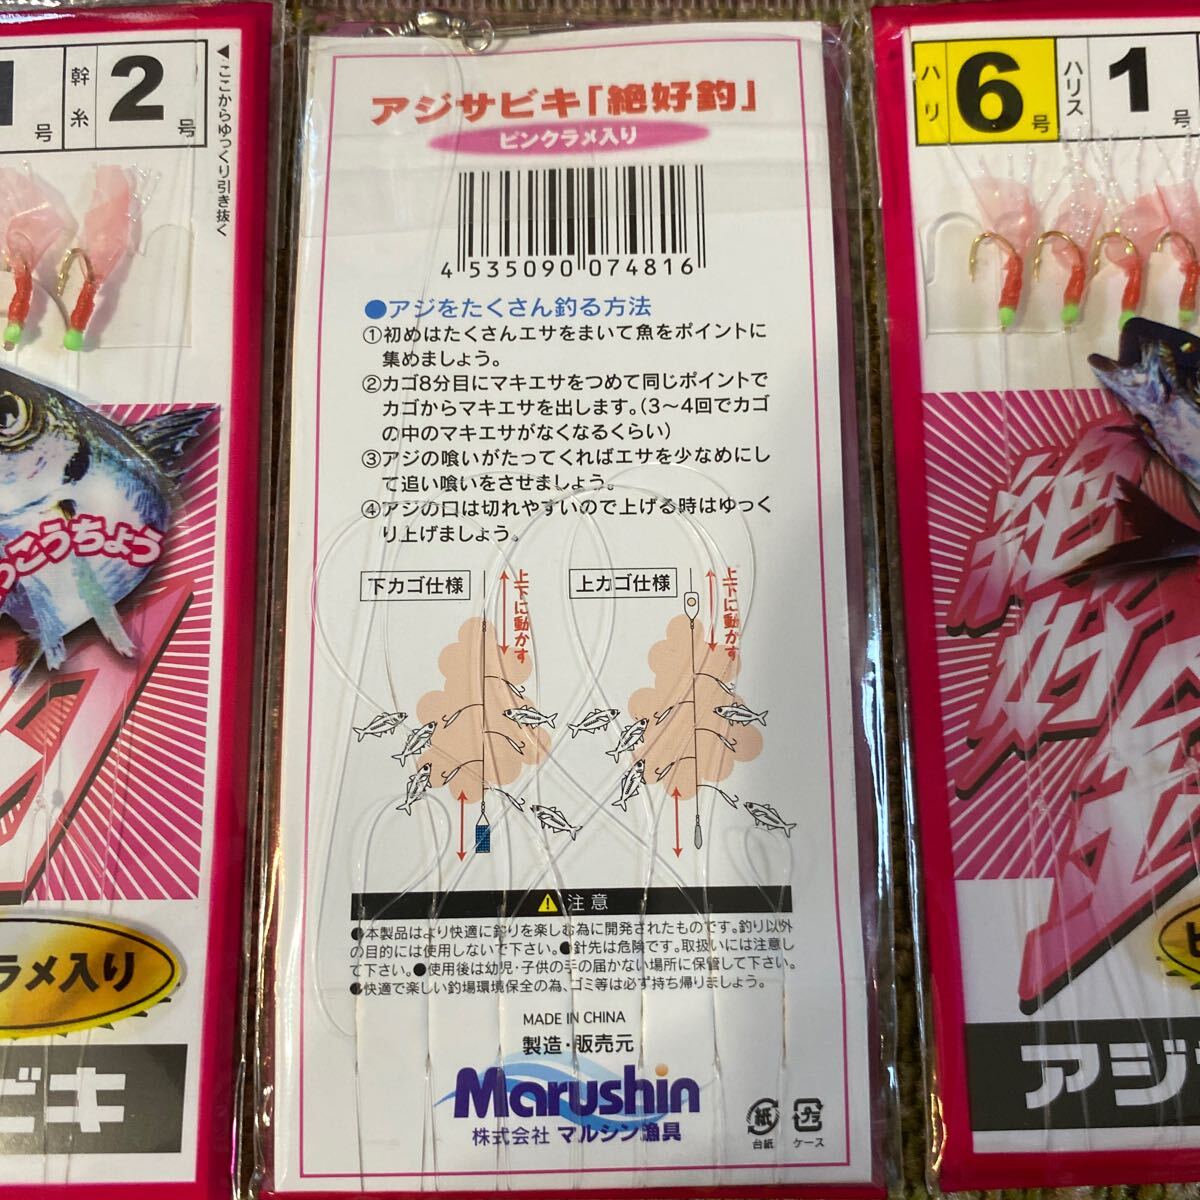 1号
幹糸 2号
◀ここからゆっくり引き抜く
っこうちょう
ラメ入り
ビキ
アジサビキ「絶好釣」
ピンクラメ入り
4 535090 074816
●アジをたくさん釣る方法
①初めはたくさんエサをまいて魚をポイントに
集めましょう。
②カゴ8分目にマキエサをつめて同じポイントで
カゴからマキエサを出します。(3〜4回でカゴ
の中のマキエサがなくなるくらい)
③アジの喰いがたってくればエサを少なめにし
て追い喰いをさせましょう。
④アジの口は切れやすいので上げる時はゆっく
り上げましょう。
下カゴ仕様
上下に動かす
上カゴ仕様
上下に動かす
注意
●本製品はより快適に釣りを楽しむ為に開発されたものです。釣り以外
の目的には使用しないで下さい。●針先は危険です。取扱いには注意し
て下さい。●使用後は幼児・子供の手の届かない場所に保管して下さい。
●快適で楽しい釣場環境保全の為、ゴミ等は必ず持ち帰りましょう。
MADE IN CHINA
製造・販売元
Marushin
株式会社 マルシン漁具
紙
台紙
プラ
ケース
ハリ 6号
ハリス 1号
絶好釣
アジ